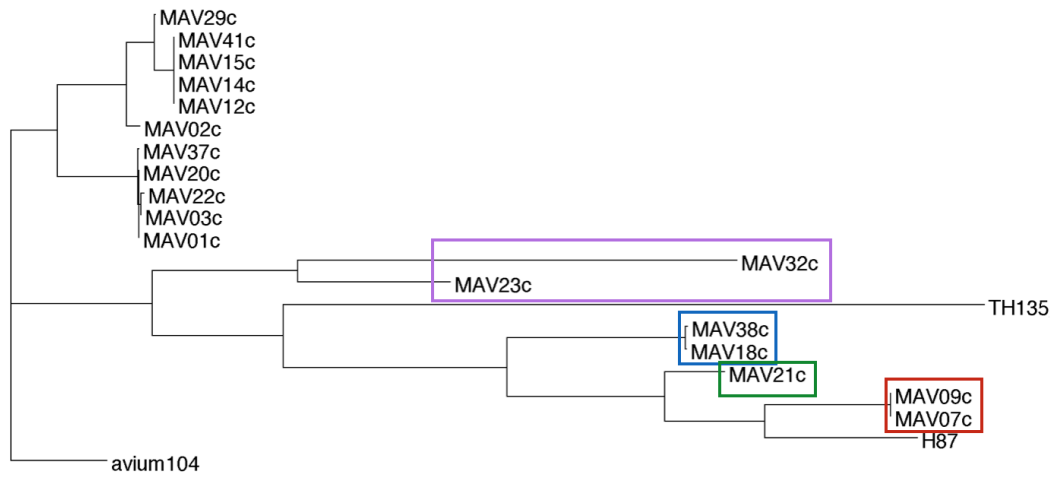 MAV29c
MAV41c
MAV15c
MAV14c
MAV12c
MAV02c
MAV37c
MAV20c
MAV22c
MAV03c
MAV01c
MAV32c
MAV23c
TH135
MAV38c
MAV18c
MAV21c
MAV09c
MAV07c
H87
avium104